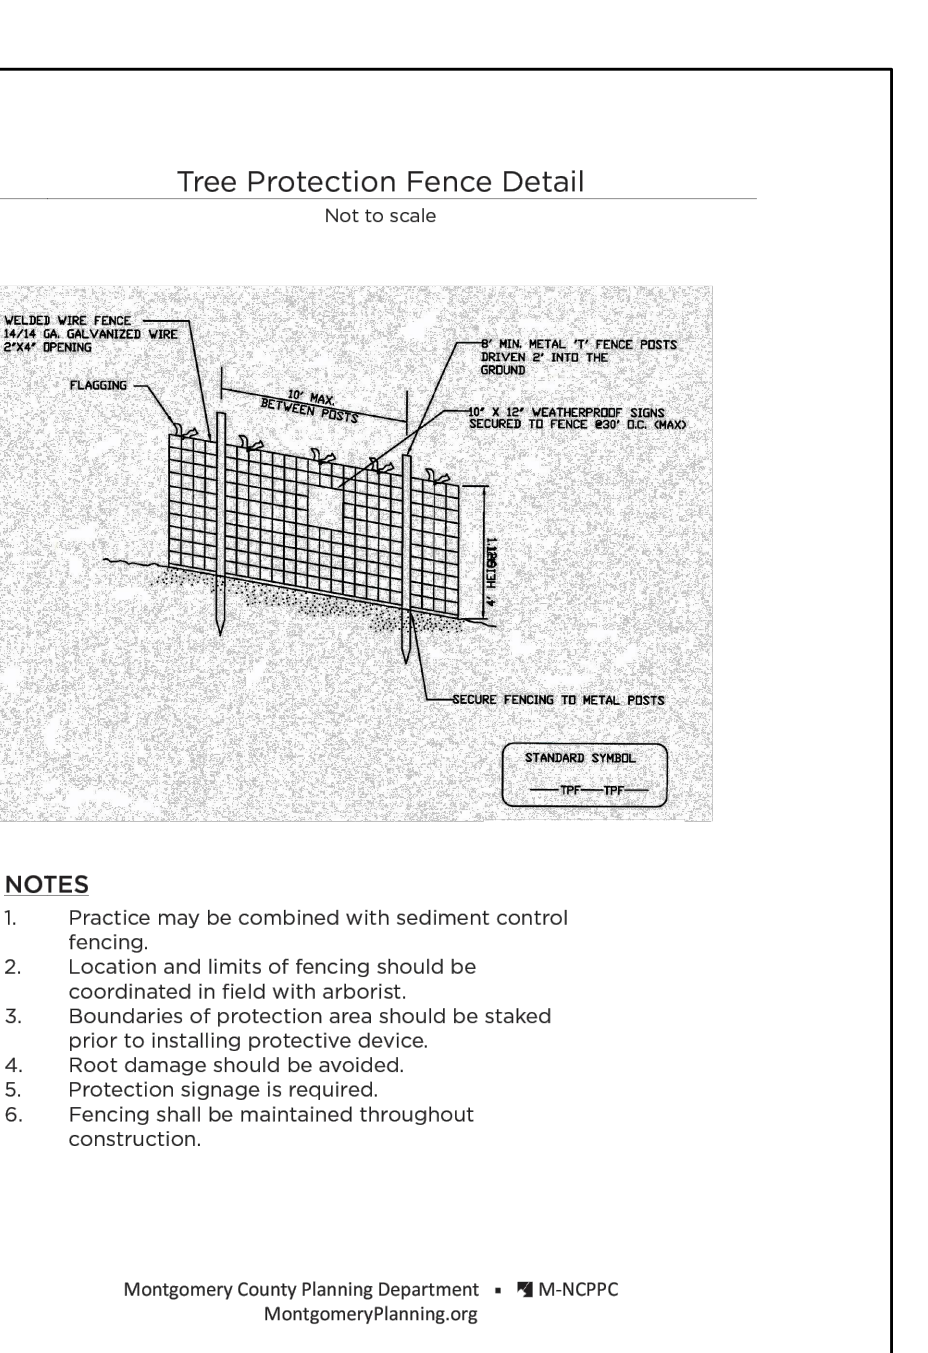 Tree Protection Fence Detail
Not to scale
WELDED WIRE FENCE
14/14 GA. GALVANIZED WIRE
2"X4" OPENING
FLAGGING
10' MAX.
BETWEEN POSTS
8' MIN. METAL 'T' FENCE POSTS
DRIVEN 2' INTO THE
GROUND
10" X 12" WEATHERPROOF SIGNS
SECURED TO FENCE @30' O.C. (MAX)
4'
SECURE FENCING TO METAL POSTS
STANDARD SYMBOL
TPF TPF
NOTES
1. Practice may be combined with sediment control
fencing.
2. Location and limits of fencing should be
coordinated in field with arborist.
3. Boundaries of protection area should be staked
prior to installing protective device.
4. Root damage should be avoided.
5. Protection signage is required.
6. Fencing shall be maintained throughout
construction.
Montgomery County Planning Department ▪ M-NCPPC
MontgomeryPlanning.org